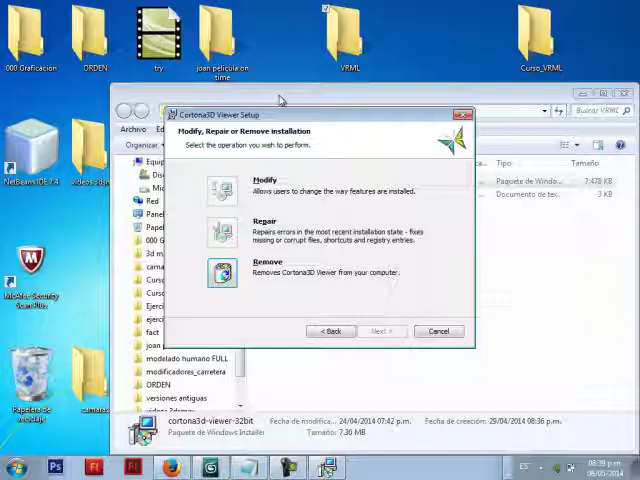 000.Graficacion
ORDEN
try
joan pelicula on
time
VRML
Curso_VRML
Buscar VRML
Archivo
Organizar
Tipo
Tamaño
Paquete de Windo...
7.478 KB
Documento de tex...
3 KB
Cortona3D Viewer Setup
Modify, Repair or Remove installation
Select the operation you wish to perform.
Modify
Allows users to change the way features are installed.
Repair
Repairs errors in the most recent installation state - fixes
missing or corrupt files, shortcuts and registry entries.
Remove
Removes Cortona3D Viewer from your computer.
< Back
Next >
Cancel
NetBeans IDE 7.4
McAfee Security
Scan Plus
Papelera de
reciclaje
Red
fact
modelado humano FULL
modificadores_carretera
ORDEN
versiones antiguas
cortona3d-viewer-32bit
Paquete de Windows Installer
Fecha de modifica...
24/04/2014 07:42 p.m.
Tamaño:
7.30 MB
Fecha de creación:
29/04/2014 08:36 p.m.
Ps
Fl
ES
08:39 p.m.
08/05/2014